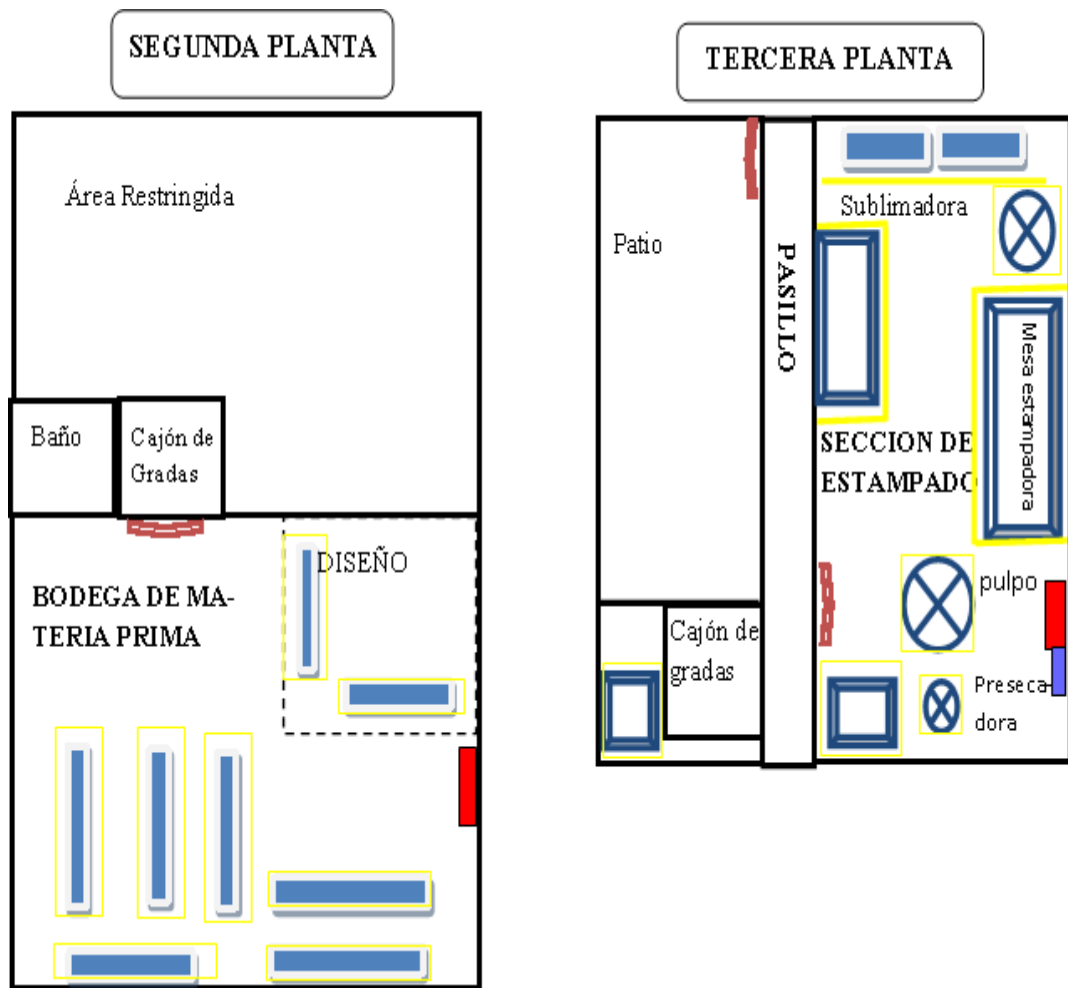 SEGUNDA PLANTA
Área Restringida
Baño
Cajón de
Gradas
DISEÑO
BODEGA DE MA-
TERIA PRIMA
TERCERA PLANTA
Sublimadora
Patio
PASILLO
Mesa estampadora
SECCION DE
ESTAMPADO
pulpo
Cajón de
gradas
Preseca
dora